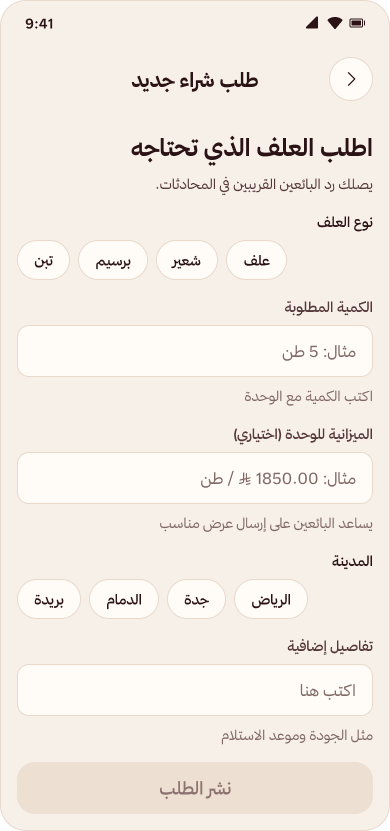 9:41
طلب شراء جديد
اطلب العلف الذي تحتاجه
يصلك رد البائعين القريبين في المحادثات.
نوع العلف
علف شعير برسيم تبن
الكمية المطلوبة
مثال: 5 طن
اكتب الكمية مع الوحدة
الميزانية للوحدة (اختياري)
مثال: 1850.00 ⃁ / طن
يساعد البائعين على إرسال عرض مناسب
المدينة
الرياض جدة الدمام بريدة
تفاصيل إضافية
اكتب هنا
مثل الجودة وموعد الاستلام
نشر الطلب